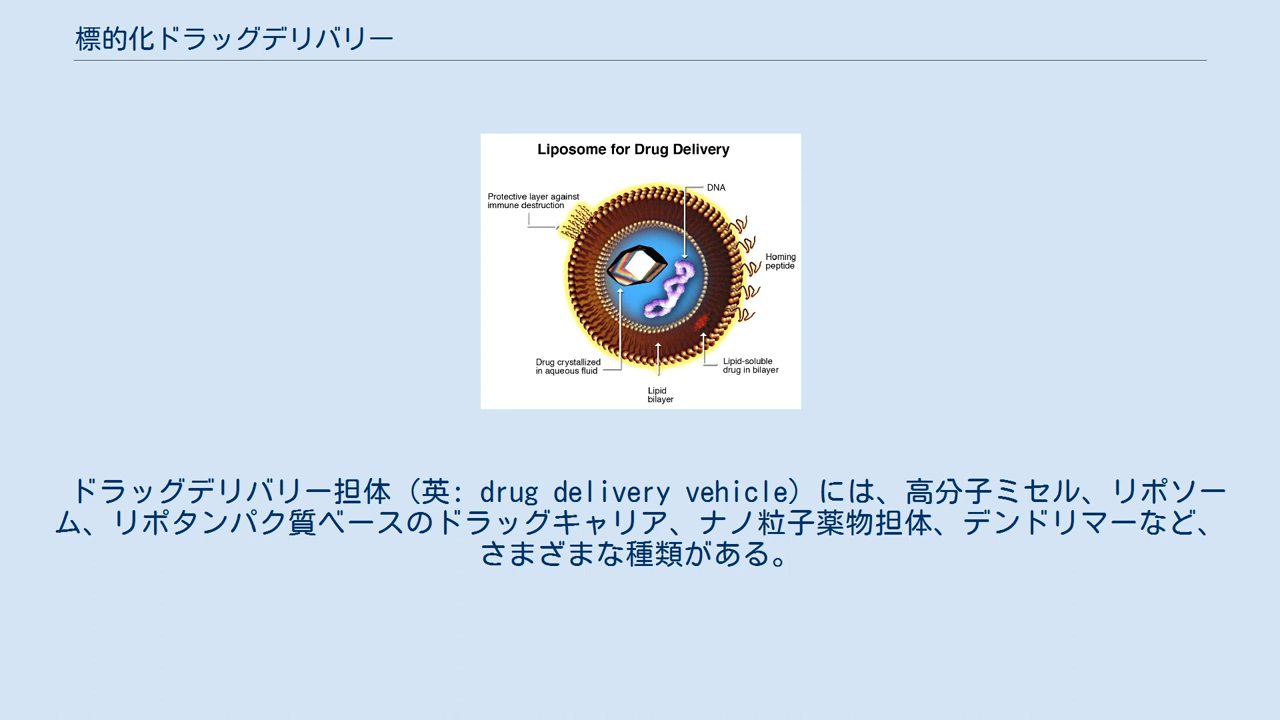 標的化ドラッグデリバリー
Liposome for Drug Delivery
DNA
Protective layer against
immune destruction
Homing
peptide
Drug crystallized
in aqueous fluid
Lipid-soluble
drug in bilayer
Lipid
bilayer
ドラッグデリバリー担体（英: drug delivery vehicle）には、高分子ミセル、リポソー
ム、リポタンパク質ベースのドラッグキャリア、ナノ粒子薬物担体、デンドリマーなど、
さまざまな種類がある。